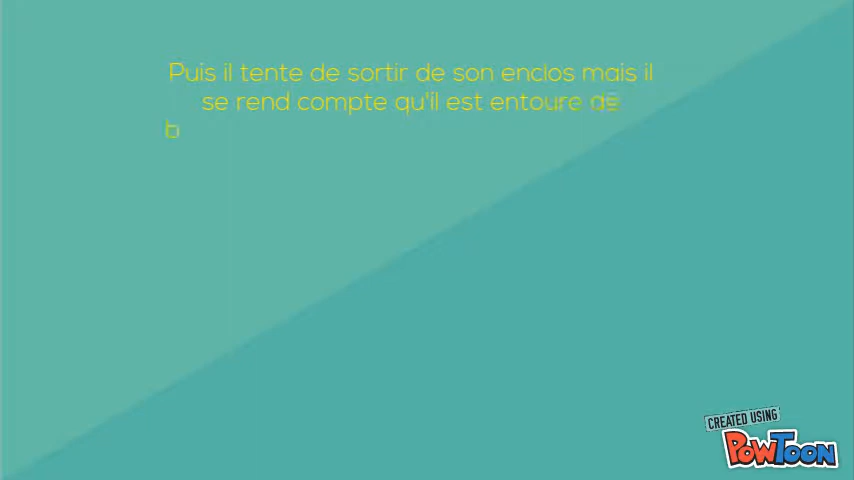 Puis il tente de sortir de son enclos mais il
se rend compte qu'il est entoure de
b
CREATED USING
POWTOON